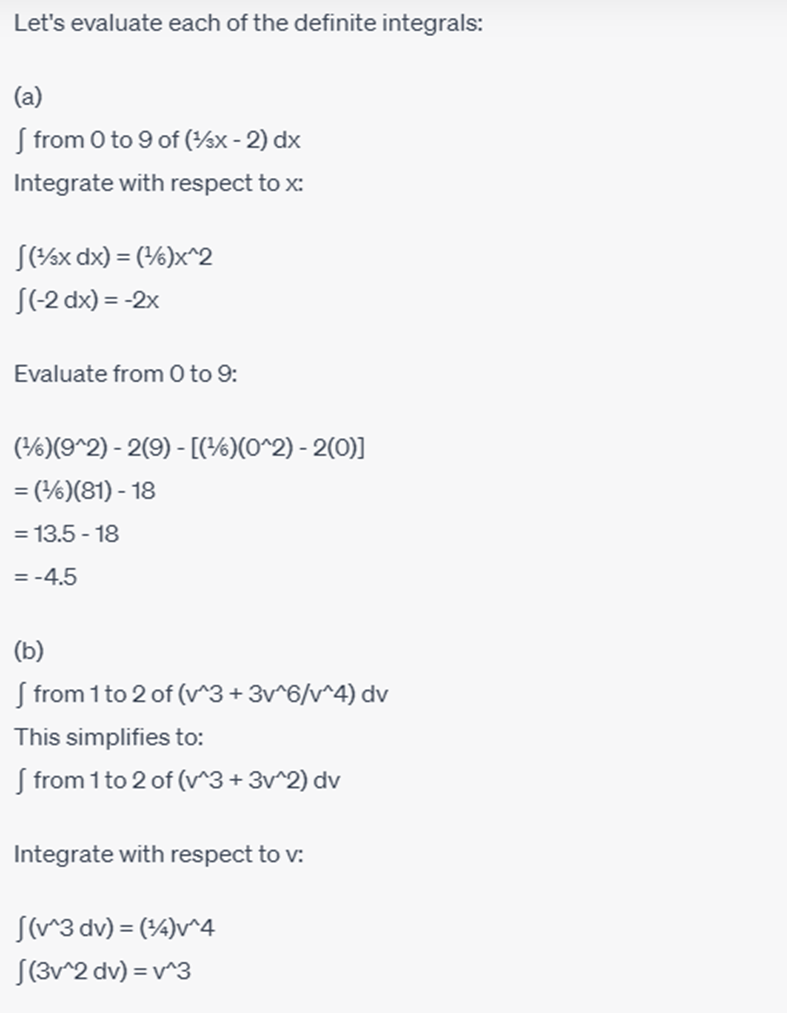 Let's evaluate each of the definite integrals:
(a)
∫ from 0 to 9 of (⅓x - 2) dx
Integrate with respect to x:
∫(⅓x dx) = (⅙)x^2
∫(-2 dx) = -2x
Evaluate from 0 to 9:
(⅙)(9^2) - 2(9) - [(⅙)(0^2) - 2(0)]
= (⅙)(81) - 18
= 13.5 - 18
= -4.5
(b)
∫ from 1 to 2 of (v^3 + 3v^6/v^4) dv
This simplifies to:
∫ from 1 to 2 of (v^3 + 3v^2) dv
Integrate with respect to v:
∫(v^3 dv) = (¼)v^4
∫(3v^2 dv) = v^3